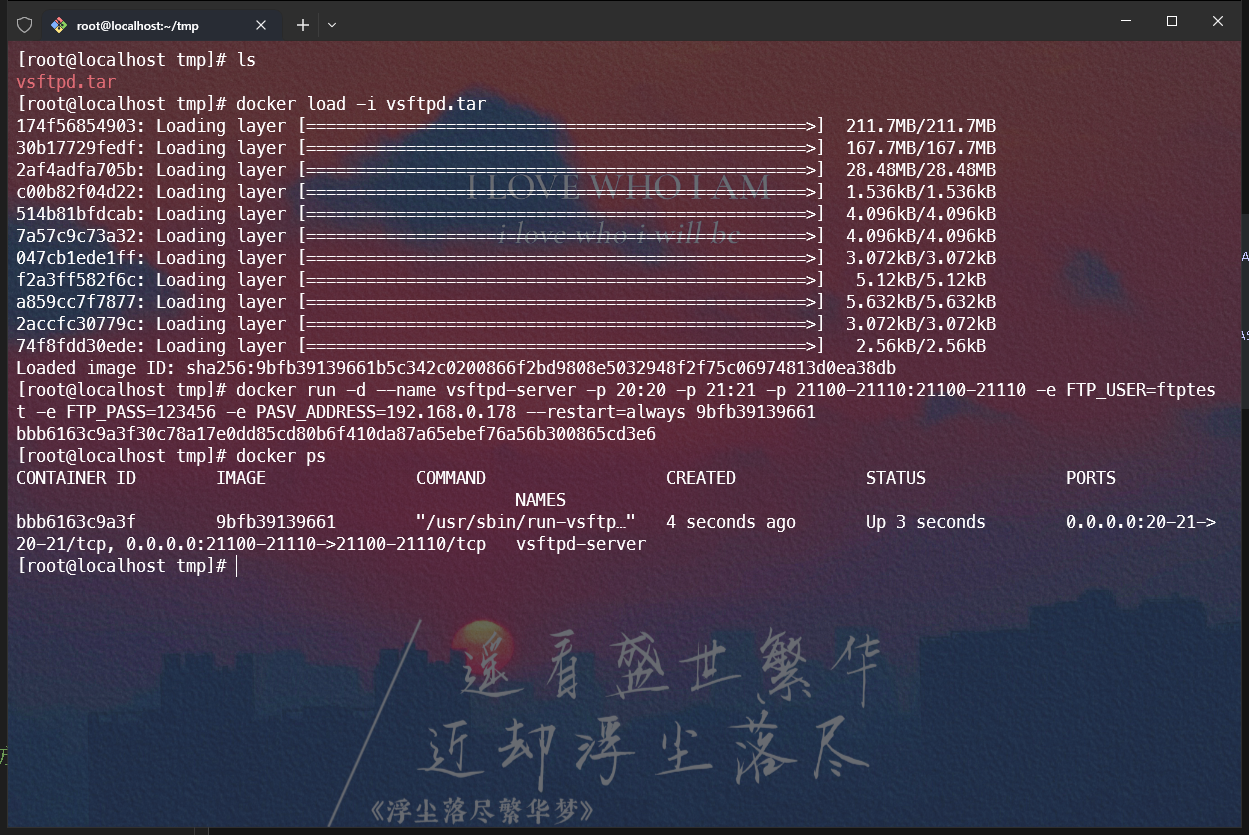 root@localhost:~/tmp
[root@localhost tmp]# ls
vsftpd.tar
[root@localhost tmp]# docker load -i vsftpd.tar
174f56854903: Loading layer [==================================================>]  211.7MB/211.7MB
30b17729fedf: Loading layer [==================================================>]  167.7MB/167.7MB
2af4adfa705b: Loading layer [==================================================>]  28.48MB/28.48MB
c00b82f04d22: Loading layer [==================================================>]  1.536kB/1.536kB
514b81bfdcab: Loading layer [==================================================>]  4.096kB/4.096kB
7a57c9c73a32: Loading layer [==================================================>]  4.096kB/4.096kB
047cb1ede1ff: Loading layer [==================================================>]  3.072kB/3.072kB
f2a3ff582f6c: Loading layer [==================================================>]   5.12kB/5.12kB
a859cc7f7877: Loading layer [==================================================>]  5.632kB/5.632kB
2accfc30779c: Loading layer [==================================================>]  3.072kB/3.072kB
74f8fdd30ede: Loading layer [==================================================>]   2.56kB/2.56kB
I LOVE WHO I AM
i love who i will be
Loaded image ID: sha256:9bfb39139661b5c342c0200866f2bd9808e5032948f2f75c06974813d0ea38db
[root@localhost tmp]# docker run -d --name vsftpd-server -p 20:20 -p 21:21 -p 21100-21110:21100-21110 -e FTP_USER=ftptes
t -e FTP_PASS=123456 -e PASV_ADDRESS=192.168.0.178 --restart=always 9bfb39139661
bbb6163c9a3f30c78a17e0dd85cd80b6f410da87a65ebef76a56b300865cd3e6
[root@localhost tmp]# docker ps
CONTAINER ID        IMAGE               COMMAND                  CREATED             STATUS              PORTS
NAMES
bbb6163c9a3f        9bfb39139661        "/usr/sbin/run-vsftp…"   4 seconds ago       Up 3 seconds        0.0.0.0:20-21->
20-21/tcp, 0.0.0.0:21100-21110->21100-21110/tcp   vsftpd-server
[root@localhost tmp]#
遥看盛世繁华
近却浮尘落尽
《浮尘落尽繁华梦》